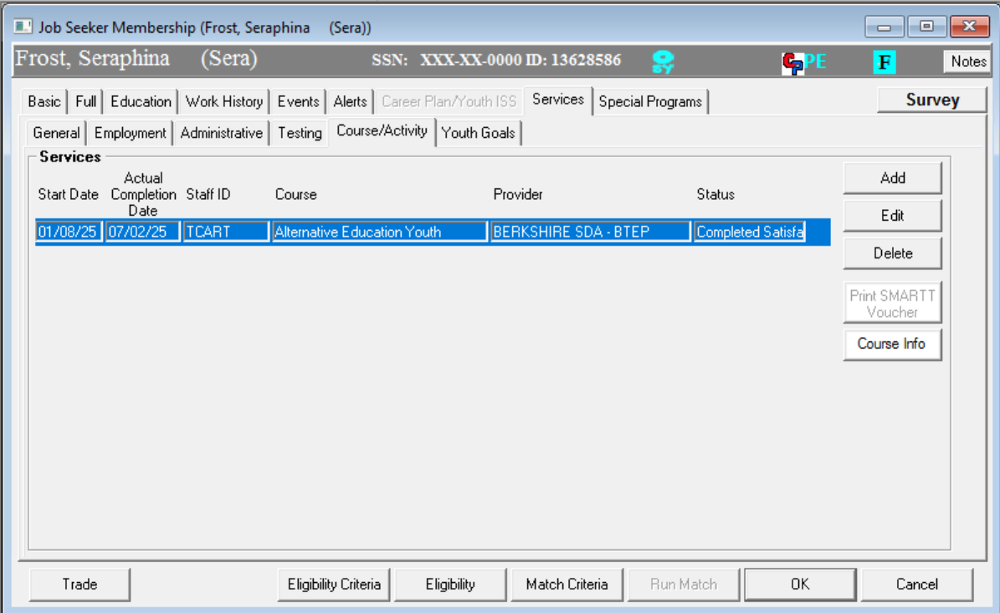 Job Seeker Membership (Frost, Seraphina (Sera))
Frost, Seraphina (Sera) SSN: XXX-XX-0000 ID: 13628586 CP PE F Notes
Basic Full Education Work History Events Alerts Career Plan/Youth ISS Services Special Programs Survey
General Employment Administrative Testing Course/Activity Youth Goals
Services
Start Date Actual Completion Date Staff ID Course Provider Status
01/08/25 07/02/25 TCART Alternative Education Youth BERKSHIRE SDA - BTEP Completed Satisfa
Add
Edit
Delete
Print SMARTT
Voucher
Course Info
Trade Eligibility Criteria Eligibility Match Criteria Run Match OK Cancel